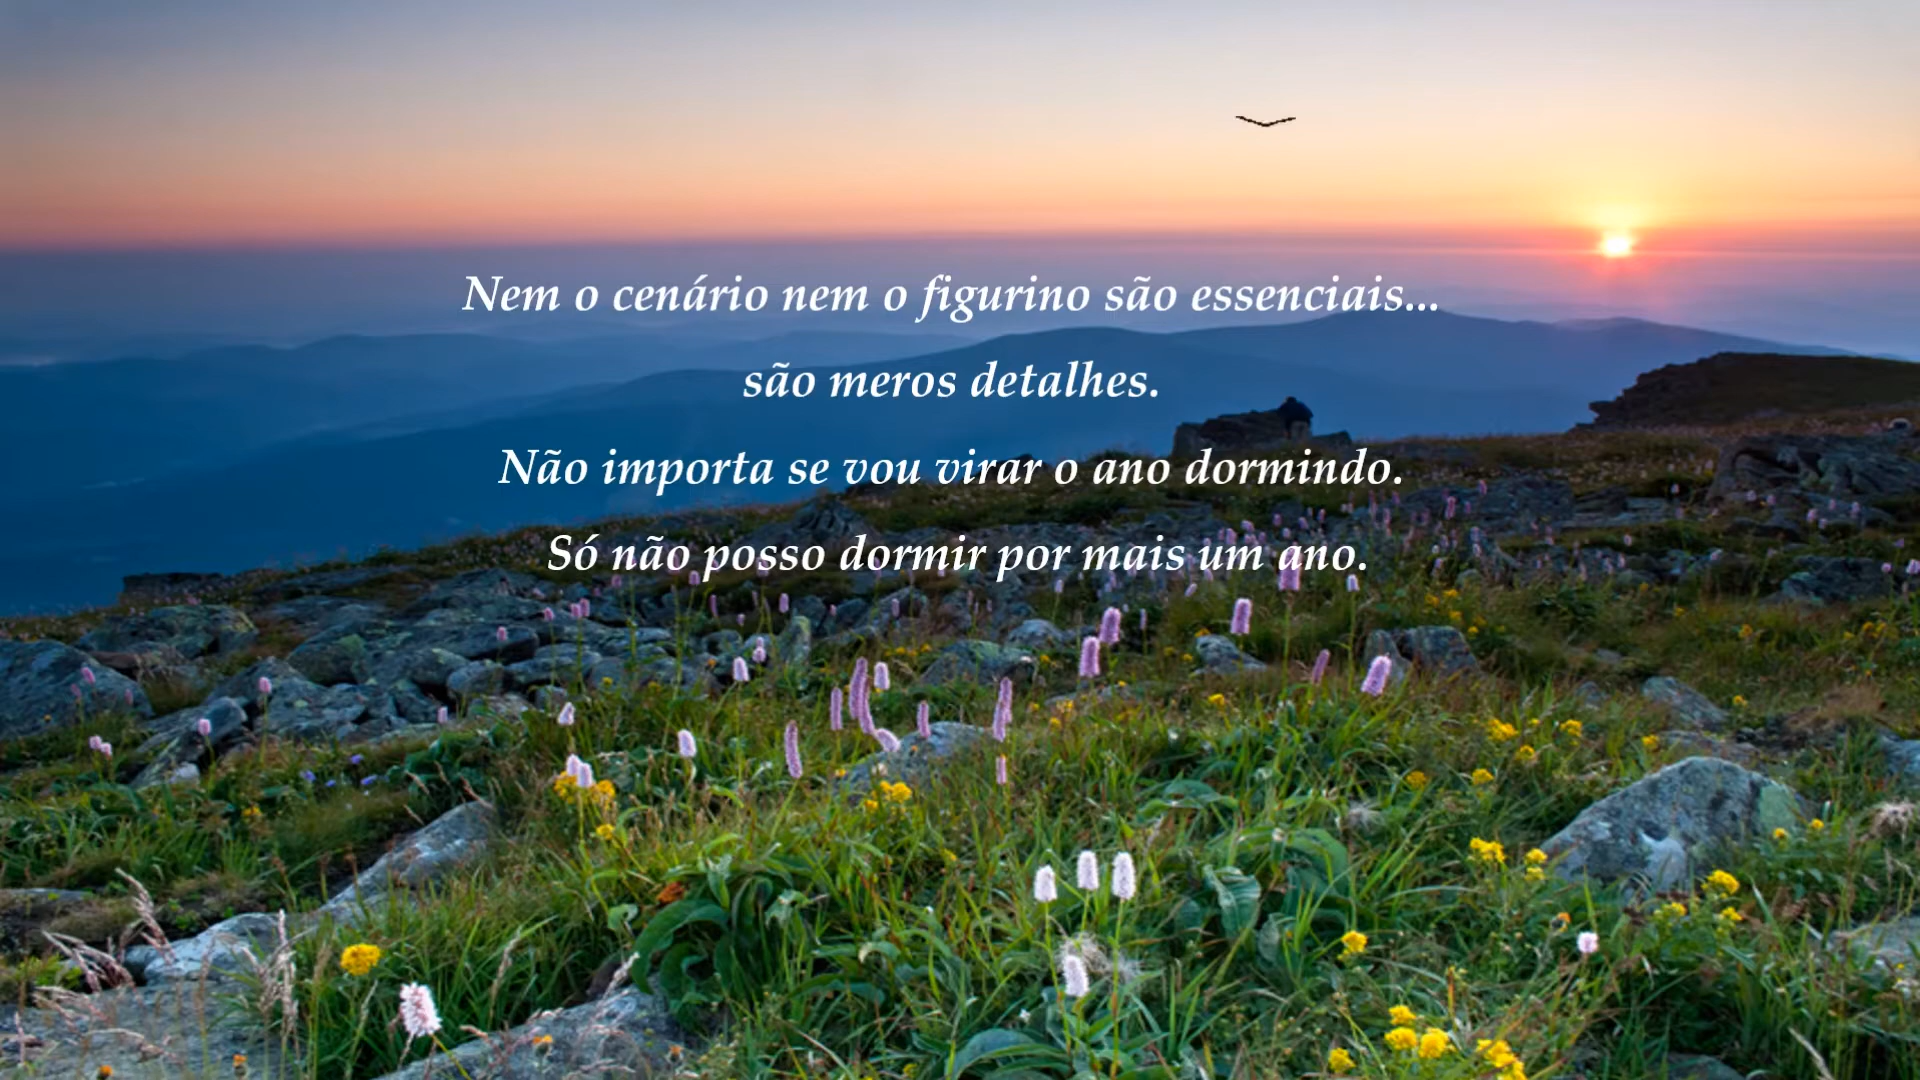 Nem o cenário nem o figurino são essenciais...
são meros detalhes.
Não importa se vou virar o ano dormindo.
Só não posso dormir por mais um ano.